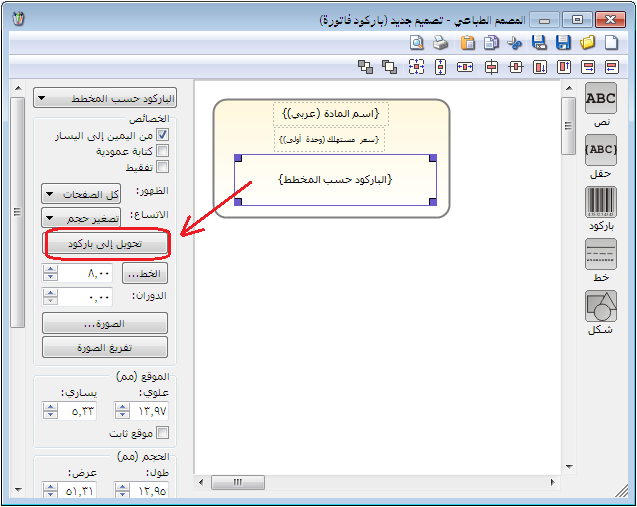 المصمم الطباعي - تصميم جديد (باركود فاتورة)
ABC
نص
{ABC}
حقل
باركود
خط
شكل
{اسم المادة (عربي)}
{سعر مستهلك (وحدة أولى)}
{الباركود حسب المخطط}
الباركود حسب المخطط
الخصائص
من اليمين إلى اليسار
كتابة عمودية
تفقيط
الظهور: كل الصفحات
الاتساع: تصغير حجم
تحويل إلى باركود
الخط... ٨,٠٠
الدوران: ٠,٠٠
الصورة...
تفريغ الصورة
الموقع (مم)
علوي: يساري:
١٣,٩٧ ٥,٣٣
موقع ثابت
الحجم (مم)
طول: عرض:
١٢,٩٥ ٥١,٣١